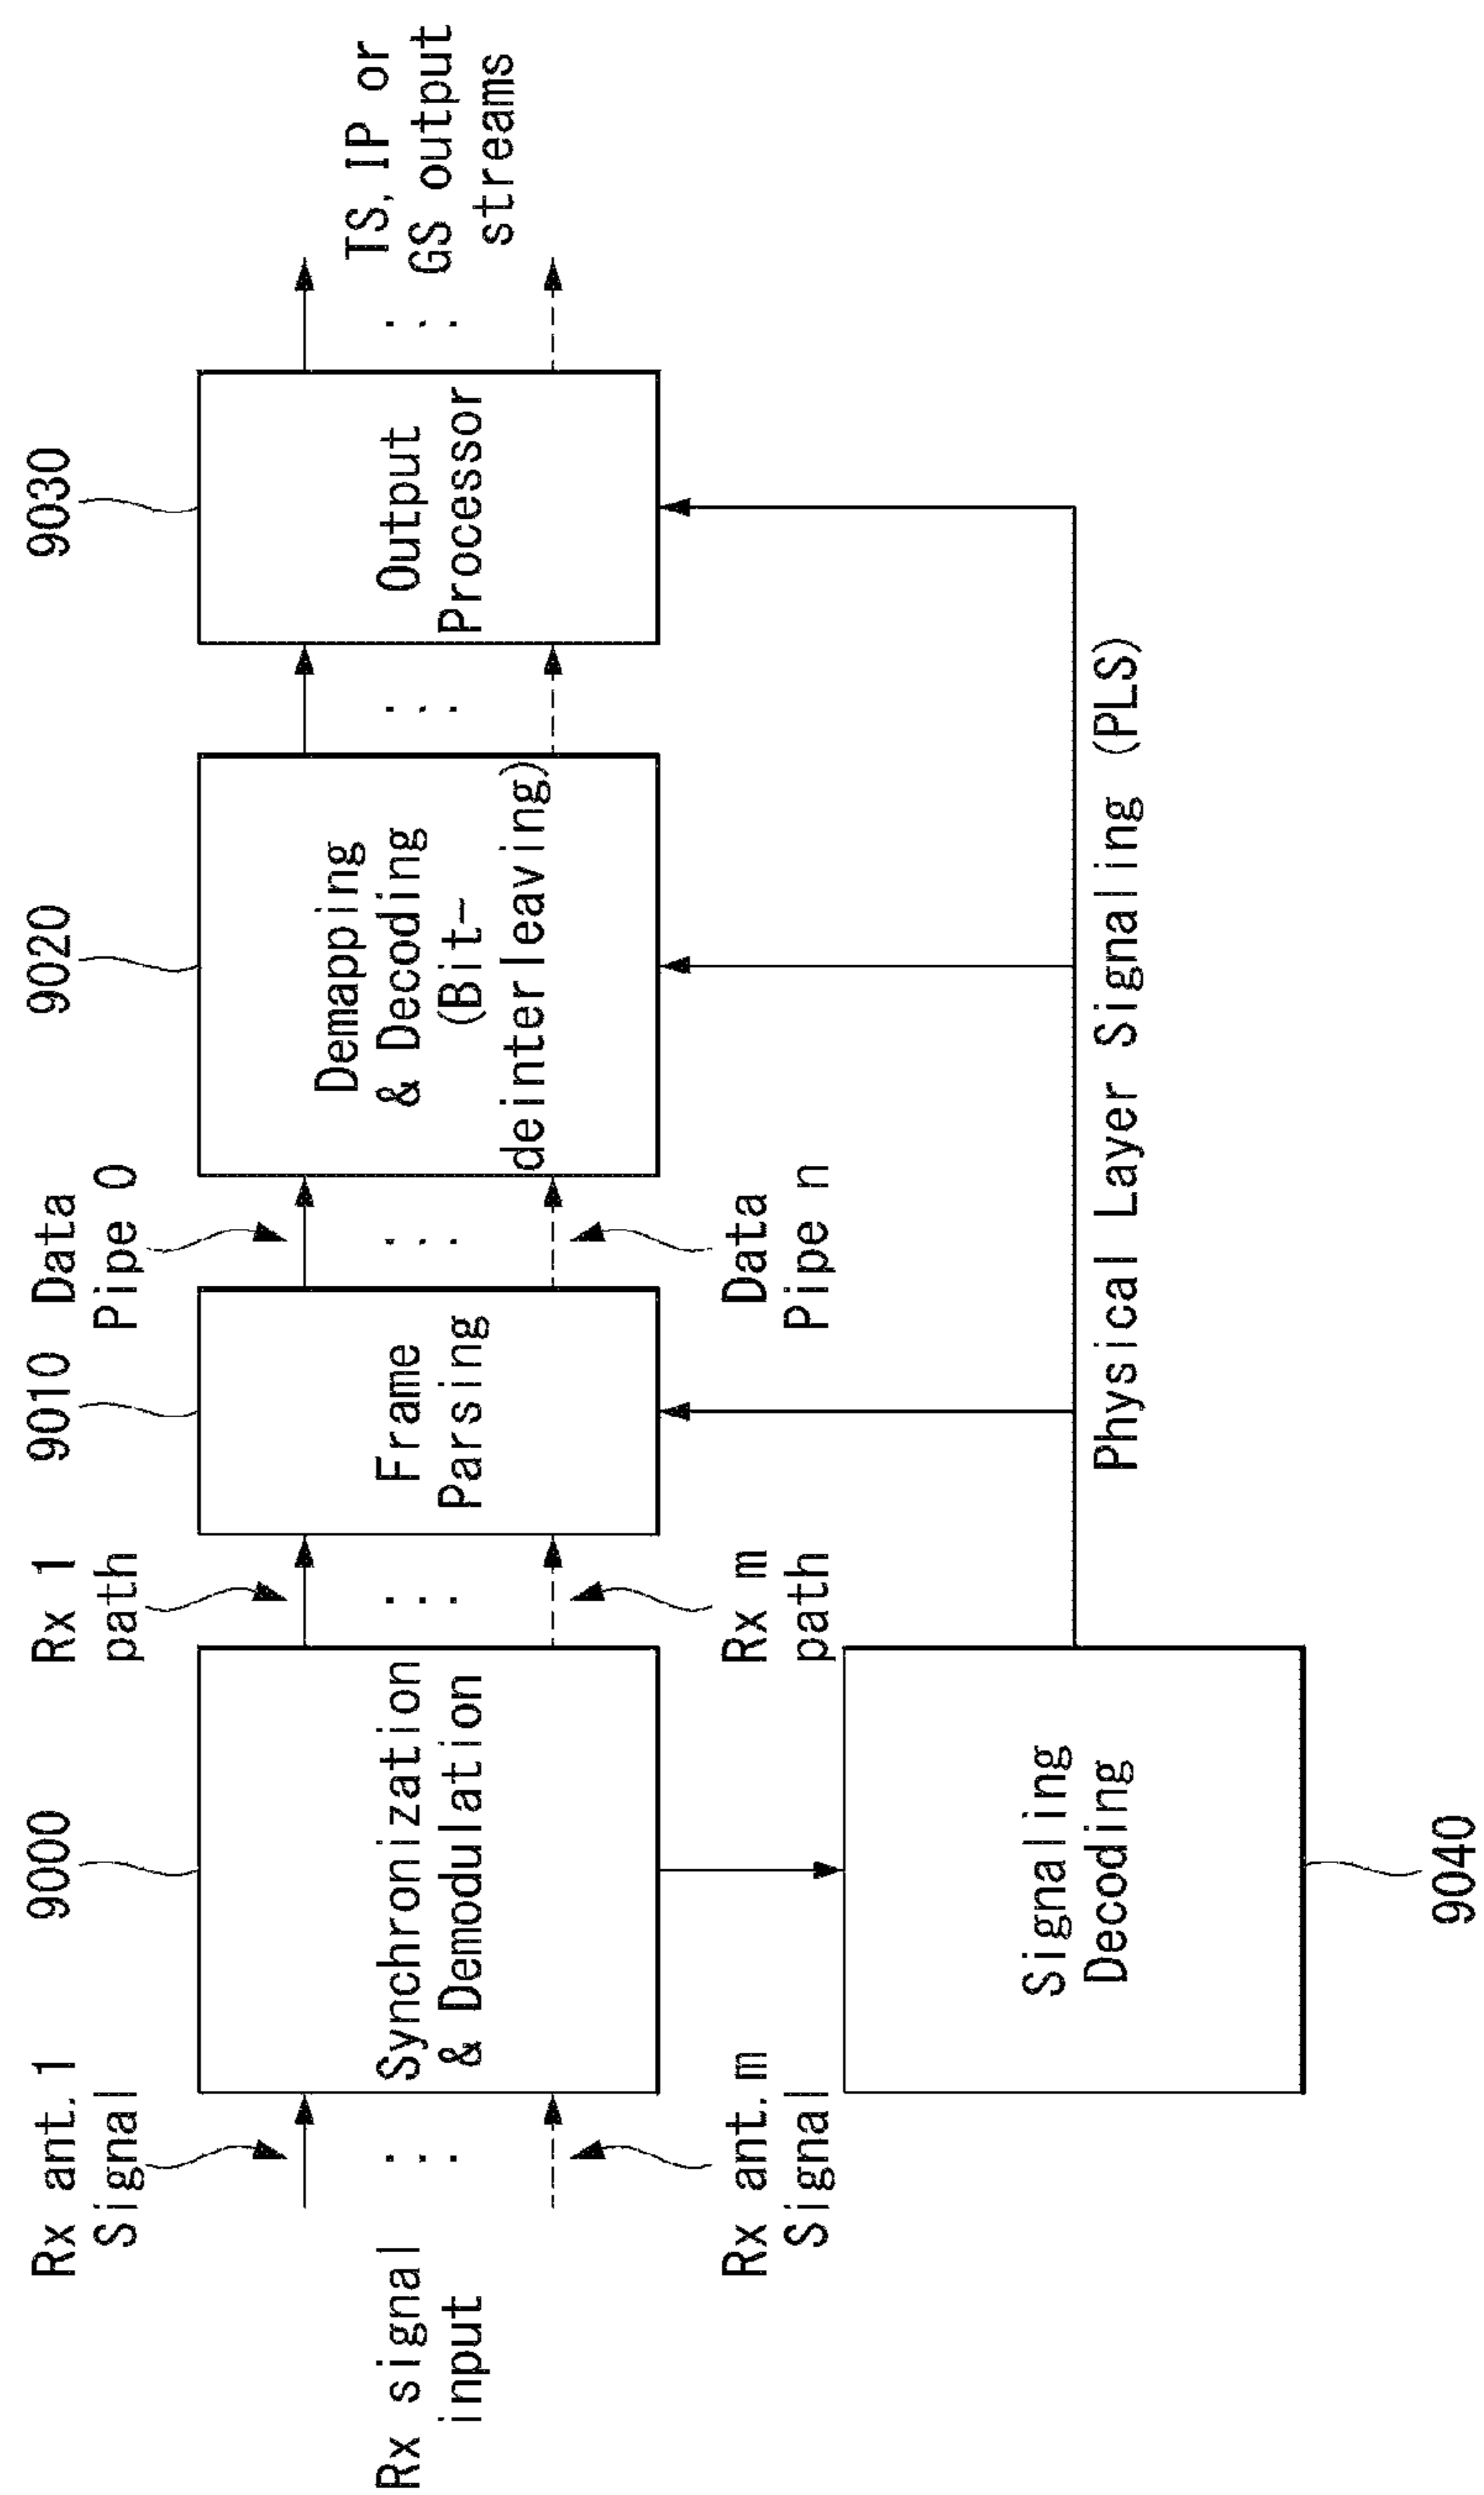 Rx signal
input
Rx ant.1
Signal
Rx ant.m
Signal
9000
Synchronization
& Demodulation
Rx 1
path
Rx m
path
9010
Frame
Parsing
Data
Pipe 0
Data
Pipe n
9020
Demapping
& Decoding
(Bit-
deinterleaving)
9030
Output
Processor
TS, IP or
GS output
streams
Signaling
Decoding
9040
Physical Layer Signaling (PLS)